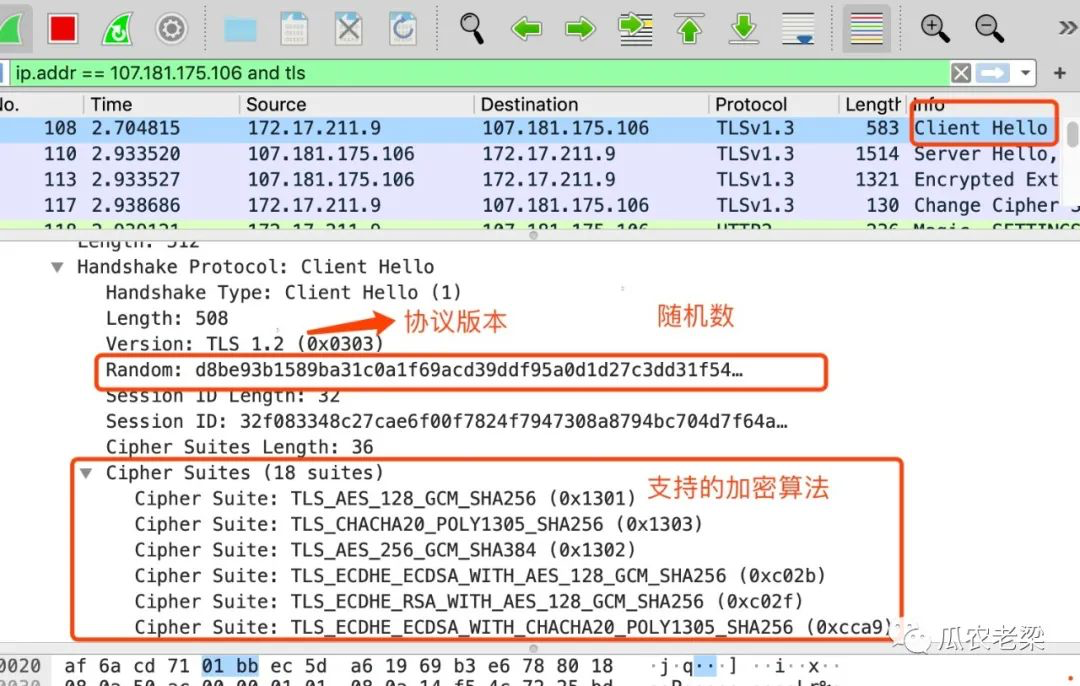 ip.addr == 107.181.175.106 and tls
No. Time Source Destination Protocol Length Info
108 2.704815 172.17.211.9 107.181.175.106 TLSv1.3 583 Client Hello
110 2.933520 107.181.175.106 172.17.211.9 TLSv1.3 1514 Server Hello,
113 2.933527 107.181.175.106 172.17.211.9 TLSv1.3 1321 Encrypted Ext
117 2.938686 172.17.211.9 107.181.175.106 TLSv1.3 130 Change Cipher
Length: 512
Handshake Protocol: Client Hello
Handshake Type: Client Hello (1)
Length: 508
协议版本
随机数
Version: TLS 1.2 (0x0303)
Random: d8be93b1589ba31c0a1f69acd39ddf95a0d1d27c3dd31f54…
Session ID Length: 32
Session ID: 32f083348c27cae6f00f7824f7947308a8794bc704d7f64a…
Cipher Suites Length: 36
Cipher Suites (18 suites)
支持的加密算法
Cipher Suite: TLS_AES_128_GCM_SHA256 (0x1301)
Cipher Suite: TLS_CHACHA20_POLY1305_SHA256 (0x1303)
Cipher Suite: TLS_AES_256_GCM_SHA384 (0x1302)
Cipher Suite: TLS_ECDHE_ECDSA_WITH_AES_128_GCM_SHA256 (0xc02b)
Cipher Suite: TLS_ECDHE_RSA_WITH_AES_128_GCM_SHA256 (0xc02f)
Cipher Suite: TLS_ECDHE_ECDSA_WITH_CHACHA20_POLY1305_SHA256 (0xcca9)
瓜农老梁
0020 af 6a cd 71 01 bb ec 5d a6 19 69 b3 e6 78 80 18 ·j·q···] ··i··x··